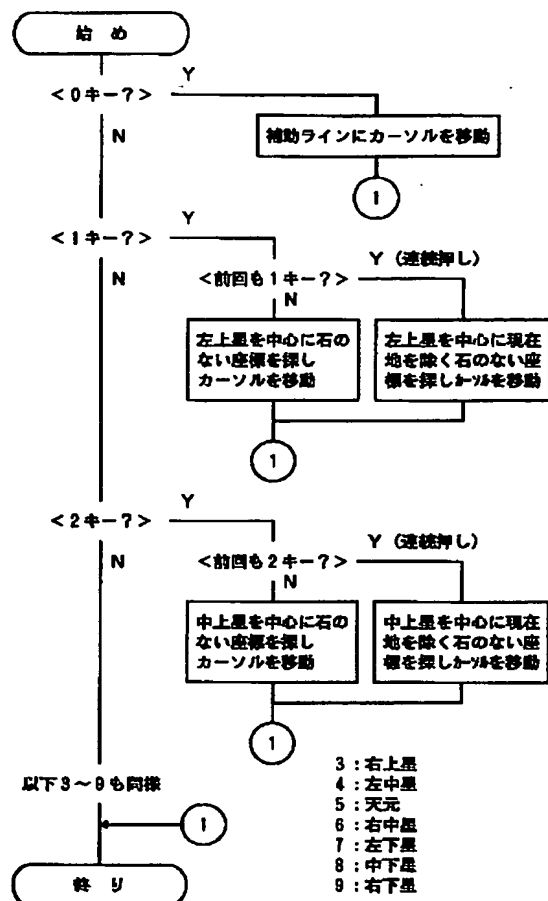 始 め
Y
<0キー?>
N
補助ラインにカーソルを移動
1
Y
<1キー?>
N
Y (連続押し)
<前回も1キー?>
N
左上星を中心に石の
ない座標を探し
カーソルを移動
左上星を中心に現在
地を除く石のない座
標を探しカーソルを移動
1
Y
<2キー?>
N
Y (連続押し)
<前回も2キー?>
N
中上星を中心に石の
ない座標を探し
カーソルを移動
中上星を中心に現在
地を除く石のない座
標を探しカーソルを移動
1
以下3~9も同様
1
終 り
3:右上星
4:左中星
5:天元
6:右中星
7:左下星
8:中下星
9:右下星